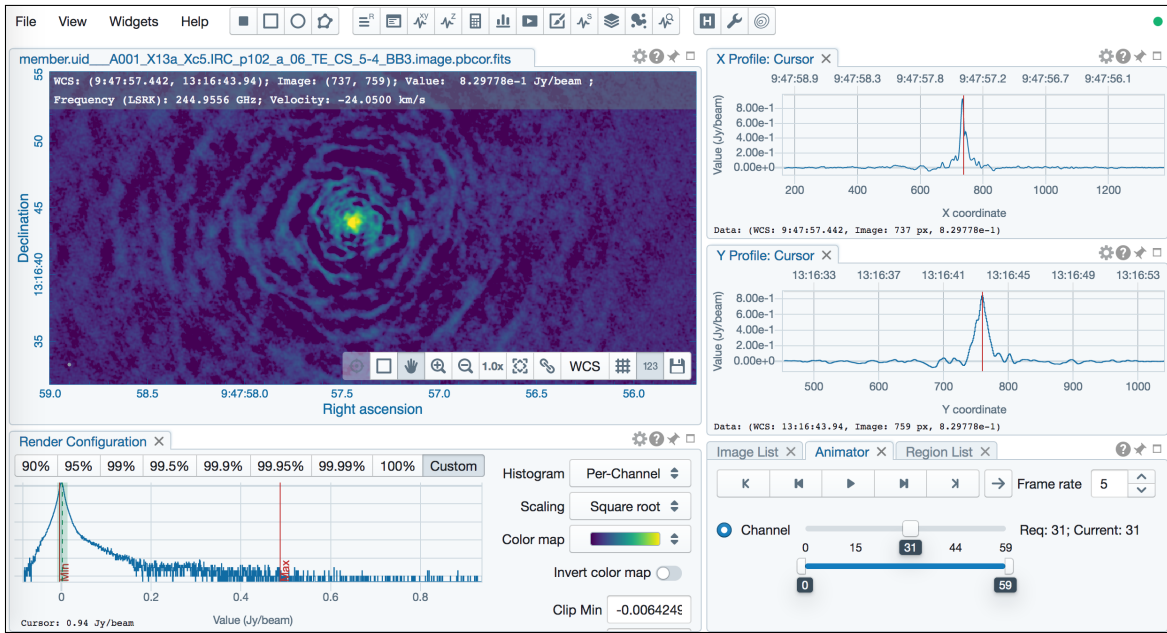 File View Widgets Help
member.uid___A001_X13a_Xc5.IRC_p102_a_06_TE_CS_5-4_BB3.image.pbcor.fits
WCS: (9:47:57.442, 13:16:43.94); Image: (737, 759); Value: 8.29778e-1 Jy/beam ;
Frequency (LSRK): 244.9556 GHz; Velocity: -24.0500 km/s
55
50
45
13:16:40
35
Declination
1.0x WCS 123
59.0 58.5 9:47:58.0 57.5 57.0 56.5 56.0
Right ascension
X Profile: Cursor
9:47:58.9 9:47:58.3 9:47:57.8 9:47:57.2 9:47:56.7 9:47:56.1
Value (Jy/beam)
8.00e-1
6.00e-1
4.00e-1
2.00e-1
0.00e+0
200 400 600 800 1000 1200
X coordinate
Data: (WCS: 9:47:57.442, Image: 737 px, 8.29778e-1)
Y Profile: Cursor
13:16:33 13:16:37 13:16:41 13:16:45 13:16:49 13:16:53
Value (Jy/beam)
8.00e-1
6.00e-1
4.00e-1
2.00e-1
0.00e+0
500 600 700 800 900 1000
Y coordinate
Data: (WCS: 13:16:43.94, Image: 759 px, 8.29778e-1)
Render Configuration
90% 95% 99% 99.5% 99.9% 99.95% 99.99% 100% Custom
Min
Max
0 0.2 0.4 0.6 0.8
Value (Jy/beam)
Cursor: 0.94 Jy/beam
Histogram Per-Channel
Scaling Square root
Color map
Invert color map
Clip Min -0.0064249
Image List Animator Region List
Frame rate 5
Channel Req: 31; Current: 31
0 15 31 44 59
0 59